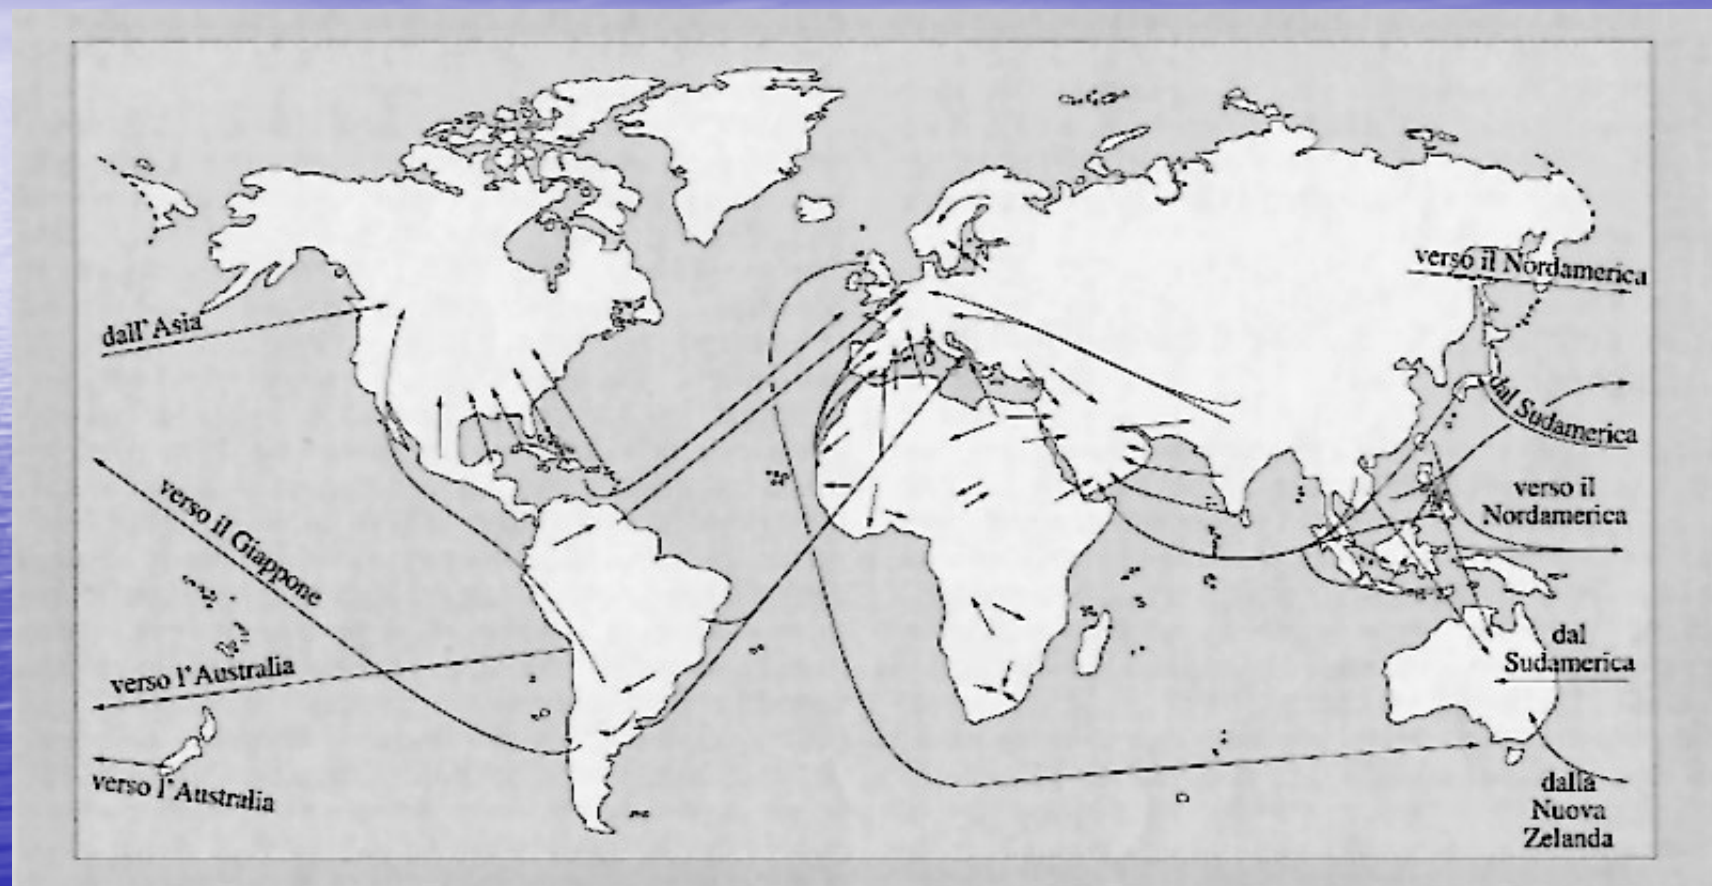 verso il Nordamerica
dall'Asia
dal Sudamerica
verso il Giappone
verso il
Nordamerica
verso l'Australia
dal
Sudamerica
verso l'Australia
dalla
Nuova
Zelanda